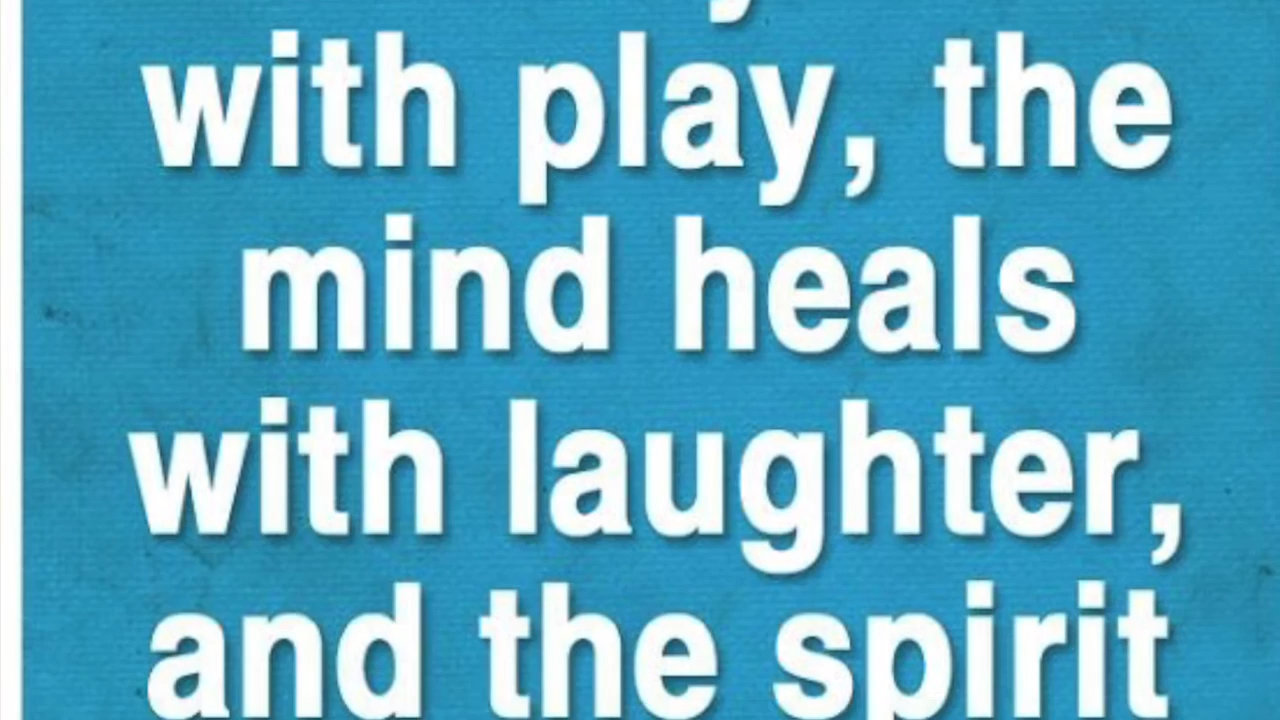 with play, the
mind heals
with laughter,
and the spirit